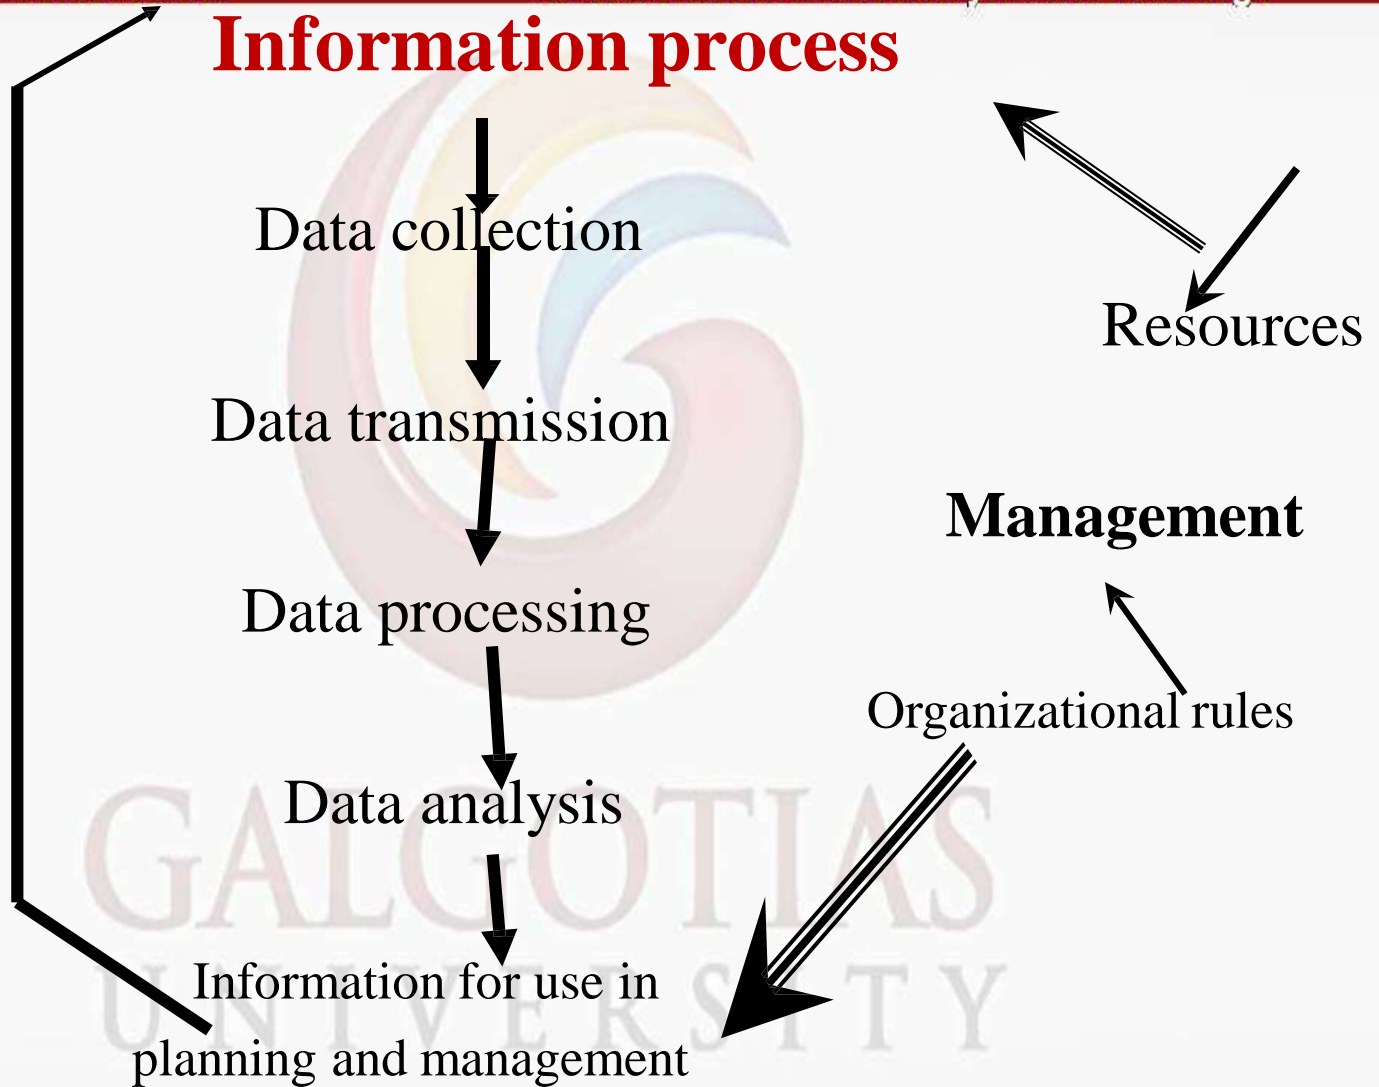 Information process
Data collection
Resources
Data transmission
Management
Data processing
Organizational rules
Data analysis
Information for use in
planning and management
GALGOTIAS
UNIVERSITY